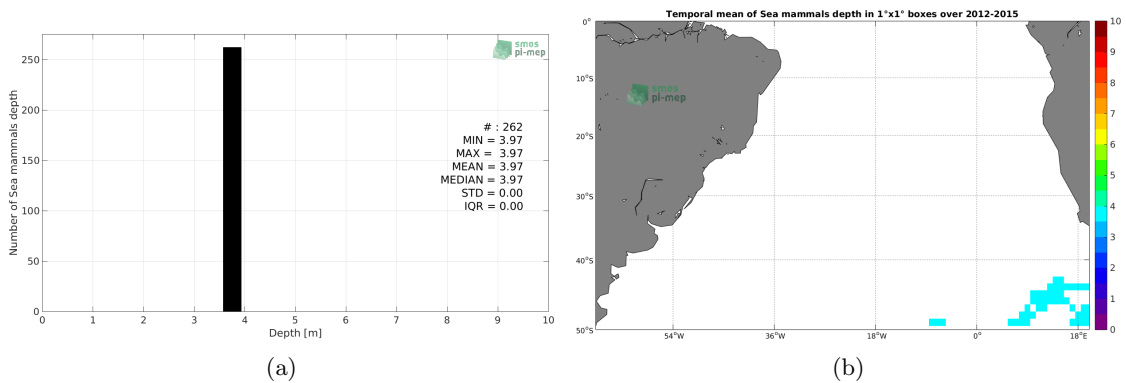 smos
pi-mep
Number of Sea mammals depth
250
200
150
100
50
0
# : 262
MIN = 3.97
MAX = 3.97
MEAN = 3.97
MEDIAN = 3.97
STD = 0.00
IQR = 0.00
0 1 2 3 4 5 6 7 8 9 10
Depth [m]
(a)
Temporal mean of Sea mammals depth in 1°x1° boxes over 2012-2015
smos
pi-mep
0°
10°S
20°S
30°S
40°S
50°S
54°W 36°W 18°W 0° 18°E
10
9
8
7
6
5
4
3
2
1
0
(b)